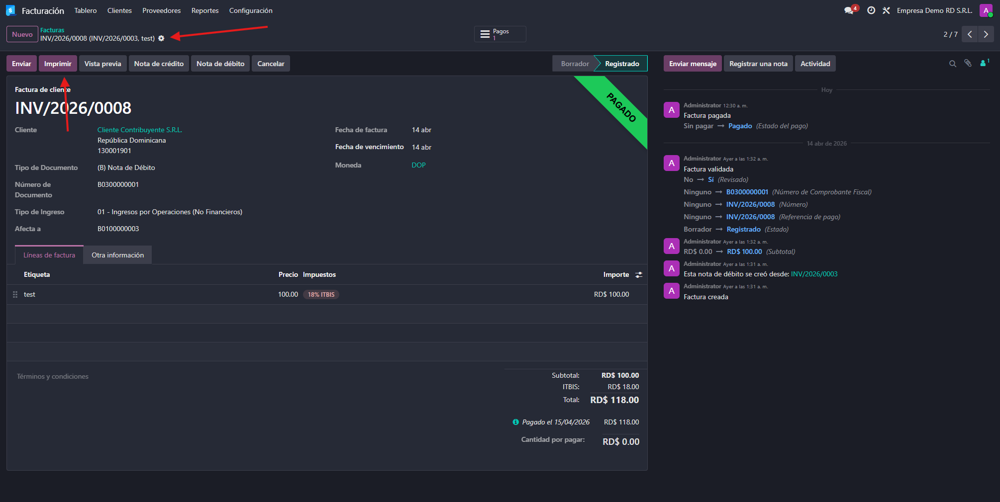 Facturación
Tablero
Clientes
Proveedores
Reportes
Configuración
4
Empresa Demo RD S.R.L.
A
Nuevo
Facturas
INV/2026/0008 (INV/2026/0003, test)
Pagos
1
2 / 7
Enviar
Imprimir
Vista previa
Nota de crédito
Nota de débito
Cancelar
Borrador
Registrado
Enviar mensaje
Registrar una nota
Actividad
1
Factura de cliente
INV/2026/0008
PAGADO
Cliente
Cliente Contribuyente S.R.L.
República Dominicana
130001901
Tipo de Documento
(B) Nota de Débito
Número de
Documento
B0300000001
Tipo de Ingreso
01 - Ingresos por Operaciones (No Financieros)
Afecta a
B0100000003
Fecha de factura
14 abr
Fecha de vencimiento
14 abr
Moneda
DOP
Líneas de factura
Otra información
Etiqueta
Precio
Impuestos
Importe
test
100.00
18% ITBIS
RD$ 100.00
Términos y condiciones
Subtotal:
RD$ 100.00
ITBIS:
RD$ 18.00
Total:
RD$ 118.00
Pagado el 15/04/2026
RD$ 118.00
Cantidad por pagar:
RD$ 0.00
Hoy
A
Administrator 12:30 a. m.
Factura pagada
Sin pagar → Pagado (Estado del pago)
14 abr de 2026
A
Administrator Ayer a las 1:32 a. m.
Factura validada
No → Sí (Revisado)
Ninguno → B0300000001 (Número de Comprobante Fiscal)
Ninguno → INV/2026/0008 (Número)
Ninguno → INV/2026/0008 (Referencia de pago)
Borrador → Registrado (Estado)
A
Administrator Ayer a las 1:32 a. m.
RD$ 0.00 → RD$ 100.00 (Subtotal)
A
Administrator Ayer a las 1:31 a. m.
Esta nota de débito se creó desde: INV/2026/0003
A
Administrator Ayer a las 1:31 a. m.
Factura creada